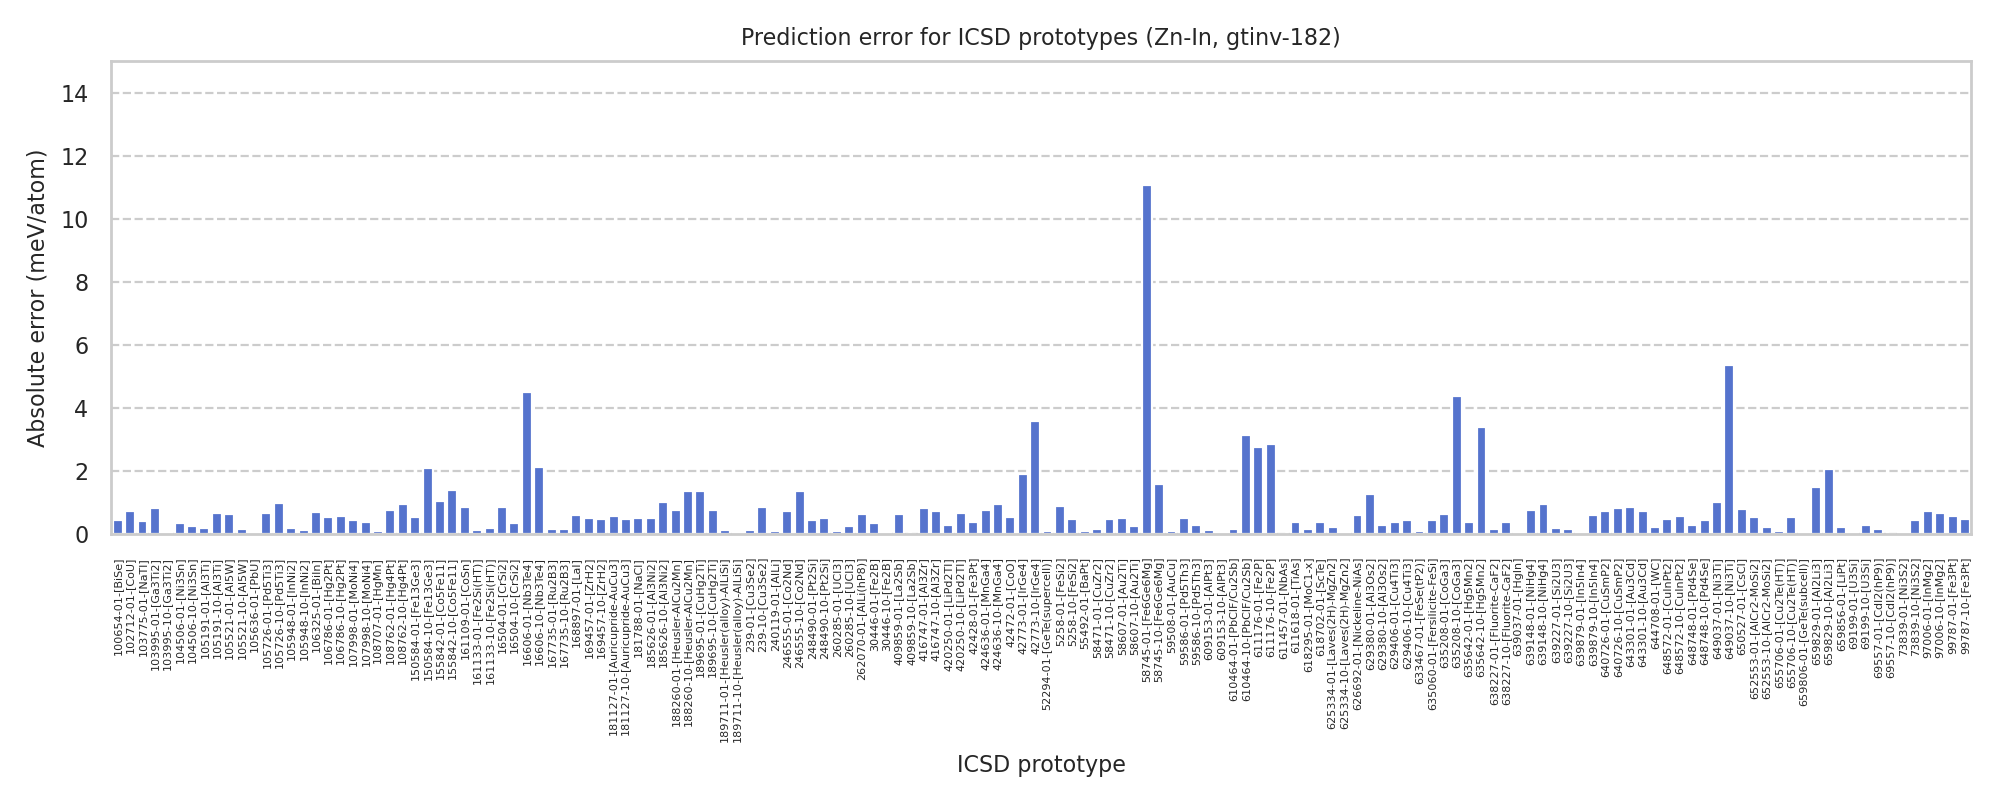 Prediction error for ICSD prototypes (Zn-In, gtinv-182)
Absolute error (meV/atom)
14
12
10
8
6
4
2
0
100654-01-[BiSe]
102712-01-[CoU]
103775-01-[NaTl]
103995-01-[Ga3Ti2]
103995-10-[Ga3Ti2]
104506-01-[Ni3Sn]
104506-10-[Ni3Sn]
105191-01-[Al3Ti]
105191-10-[Al3Ti]
105521-01-[Al5W]
105521-10-[Al5W]
105636-01-[PbU]
105726-01-[Pd5Ti3]
105726-10-[Pd5Ti3]
105948-01-[InNi2]
105948-10-[InNi2]
106325-01-[BiIn]
106786-01-[Hg2Pt]
106786-10-[Hg2Pt]
107998-01-[MoNi4]
107998-10-[MoNi4]
108707-01-[HgMn]
108762-01-[Hg4Pt]
108762-10-[Hg4Pt]
150584-01-[Fe13Ge3]
150584-10-[Fe13Ge3]
155842-01-[Co5Fe11]
155842-10-[Co5Fe11]
161109-01-[CoSn]
161133-01-[Fe2Si(HT)]
161133-10-[Fe2Si(HT)]
16504-01-[CrSi2]
16504-10-[CrSi2]
16606-01-[Nb3Te4]
16606-10-[Nb3Te4]
167735-01-[Ru2B3]
167735-10-[Ru2B3]
168897-01-[LaI]
169457-01-[ZrH2]
169457-10-[ZrH2]
181127-01-[Auricupride-AuCu3]
181127-10-[Auricupride-AuCu3]
181788-01-[NaCl]
185626-01-[Al3Ni2]
185626-10-[Al3Ni2]
188260-01-[Heusler-AlCu2Mn]
188260-10-[Heusler-AlCu2Mn]
189695-01-[CuHg2Ti]
189695-10-[CuHg2Ti]
189711-01-[Heusler(alloy)-AlLiSi]
189711-10-[Heusler(alloy)-AlLiSi]
239-01-[Cu3Se2]
239-10-[Cu3Se2]
240119-01-[AlLi]
246555-01-[Co2Nd]
246555-10-[Co2Nd]
248490-01-[Pt2Si]
248490-10-[Pt2Si]
260285-01-[UCl3]
260285-10-[UCl3]
262070-01-[AlLi(hP8)]
30446-01-[Fe2B]
30446-10-[Fe2B]
409859-01-[La2Sb]
409859-10-[La2Sb]
416747-01-[Al3Zr]
416747-10-[Al3Zr]
420250-01-[LiPd2Tl]
420250-10-[LiPd2Tl]
42428-01-[Fe3Pt]
424636-01-[MnGa4]
424636-10-[MnGa4]
42472-01-[CoO]
42773-01-[IrGe4]
42773-10-[IrGe4]
52294-01-[GeTe(supercell)]
5258-01-[FeSi2]
5258-10-[FeSi2]
55492-01-[BaPt]
58471-01-[CuZr2]
58471-10-[CuZr2]
58607-01-[Au2Ti]
58607-10-[Au2Ti]
58745-01-[Fe6Ge6Mg]
58745-10-[Fe6Ge6Mg]
59508-01-[AuCu]
59586-01-[Pd5Th3]
59586-10-[Pd5Th3]
609153-01-[AlPt3]
609153-10-[AlPt3]
610464-01-[PbClF/Cu2Sb]
610464-10-[PbClF/Cu2Sb]
611176-01-[Fe2P]
611176-10-[Fe2P]
611457-01-[NbAs]
611618-01-[TiAs]
618295-01-[MoC1-x]
618702-01-[ScTe]
625334-01-[Laves(2H)-MgZn2]
625334-10-[Laves(2H)-MgZn2]
626692-01-[Nickeline-NiAs]
629380-01-[Al3Os2]
629380-10-[Al3Os2]
629406-01-[Cu4Ti3]
629406-10-[Cu4Ti3]
633467-01-[FeSe(tP2)]
635060-01-[Fersilicite-FeSi]
635208-01-[CoGa3]
635208-10-[CoGa3]
635642-01-[Hg5Mn2]
635642-10-[Hg5Mn2]
638227-01-[Fluorite-CaF2]
638227-10-[Fluorite-CaF2]
639037-01-[HgIn]
639148-01-[NiHg4]
639148-10-[NiHg4]
639227-01-[Si2U3]
639227-10-[Si2U3]
639879-01-[In5In4]
639879-10-[In5In4]
640726-01-[CuSmP2]
640726-10-[CuSmP2]
643301-01-[Au3Cd]
643301-10-[Au3Cd]
644708-01-[WC]
648572-01-[CuInPt2]
648572-10-[CuInPt2]
648748-01-[Pd4Se]
648748-10-[Pd4Se]
649037-01-[Ni3Ti]
649037-10-[Ni3Ti]
650527-01-[CsCl]
652553-01-[AlCr2-MoSi2]
652553-10-[AlCr2-MoSi2]
655706-01-[Cu2Te(HT)]
655706-10-[Cu2Te(HT)]
659806-01-[GeTe(subcell)]
659829-01-[Al2Li3]
659829-10-[Al2Li3]
659856-01-[LiPt]
69199-01-[U3Si]
69199-10-[U3Si]
69557-01-[CdI2(hP9)]
69557-10-[CdI2(hP9)]
73839-01-[Ni3S2]
73839-10-[Ni3S2]
97006-01-[InMg2]
97006-10-[InMg2]
99787-01-[Fe3Pt]
99787-10-[Fe3Pt]
ICSD prototype